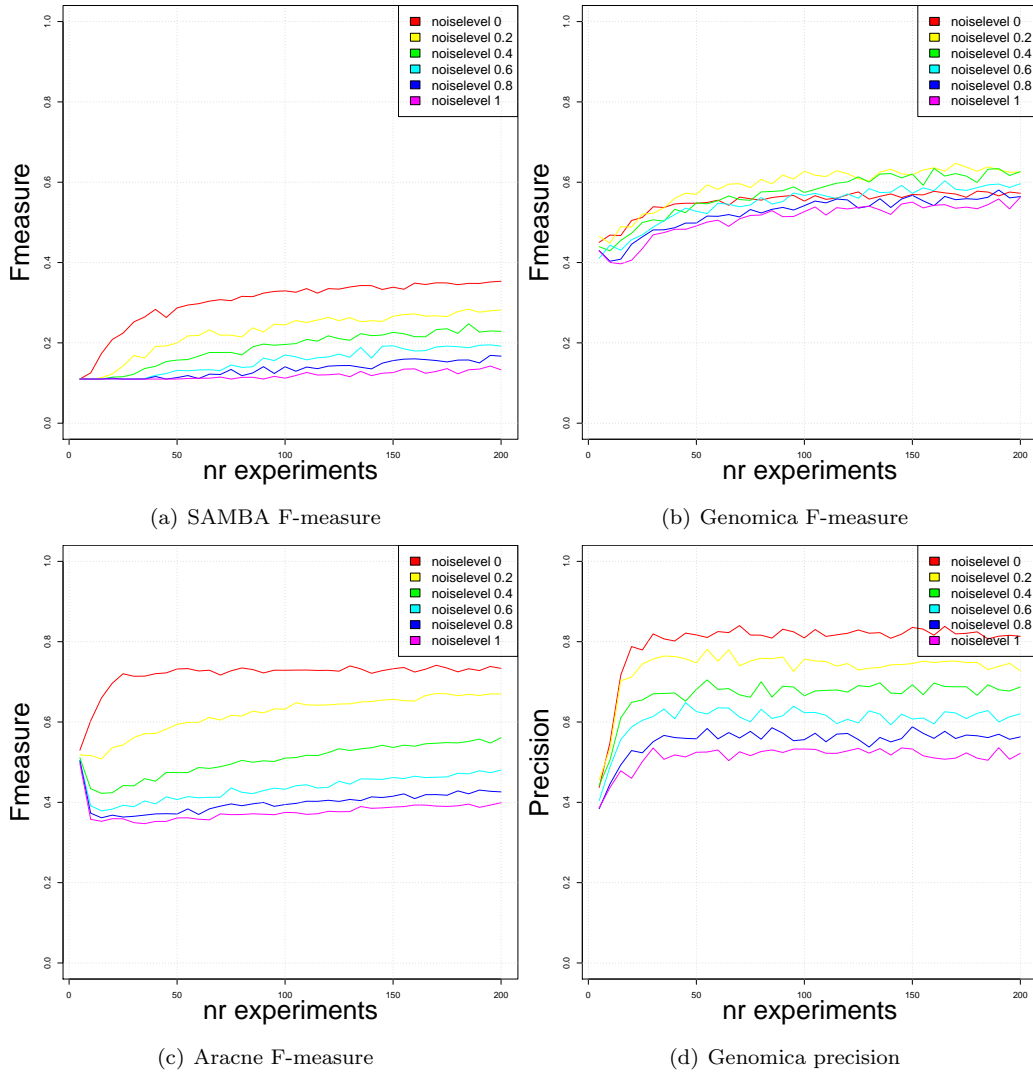 Fmeasure
1.0
0.8
0.6
0.4
0.2
0.0
noiselevel 0
noiselevel 0.2
noiselevel 0.4
noiselevel 0.6
noiselevel 0.8
noiselevel 1
0 50 100 150 200
nr experiments
(a) SAMBA F-measure
Fmeasure
1.0
0.8
0.6
0.4
0.2
0.0
noiselevel 0
noiselevel 0.2
noiselevel 0.4
noiselevel 0.6
noiselevel 0.8
noiselevel 1
0 50 100 150 200
nr experiments
(b) Genomica F-measure
Fmeasure
1.0
0.8
0.6
0.4
0.2
0.0
noiselevel 0
noiselevel 0.2
noiselevel 0.4
noiselevel 0.6
noiselevel 0.8
noiselevel 1
0 50 100 150 200
nr experiments
(c) Aracne F-measure
Precision
1.0
0.8
0.6
0.4
0.2
0.0
noiselevel 0
noiselevel 0.2
noiselevel 0.4
noiselevel 0.6
noiselevel 0.8
noiselevel 1
0 50 100 150 200
nr experiments
(d) Genomica precision